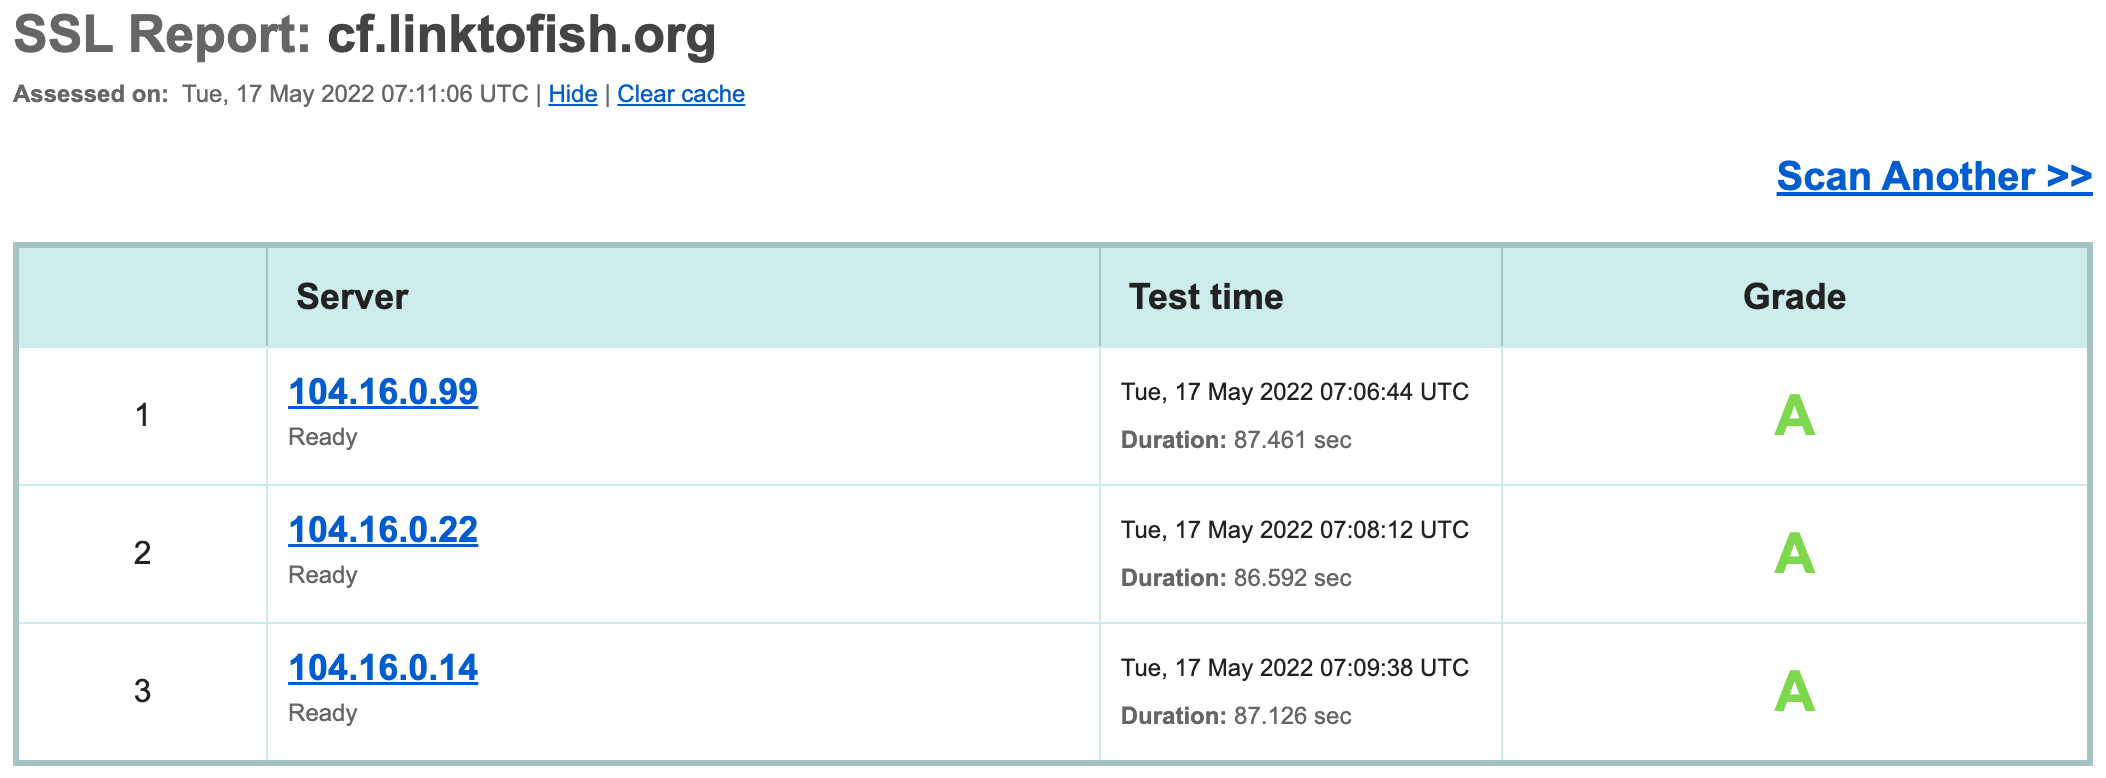 SSL Report: cf.linktofish.org
Assessed on: Tue, 17 May 2022 07:11:06 UTC | Hide | Clear cache
Scan Another >>
Server Test time Grade
1 104.16.0.99 Ready Tue, 17 May 2022 07:06:44 UTC Duration: 87.461 sec A
2 104.16.0.22 Ready Tue, 17 May 2022 07:08:12 UTC Duration: 86.592 sec A
3 104.16.0.14 Ready Tue, 17 May 2022 07:09:38 UTC Duration: 87.126 sec A